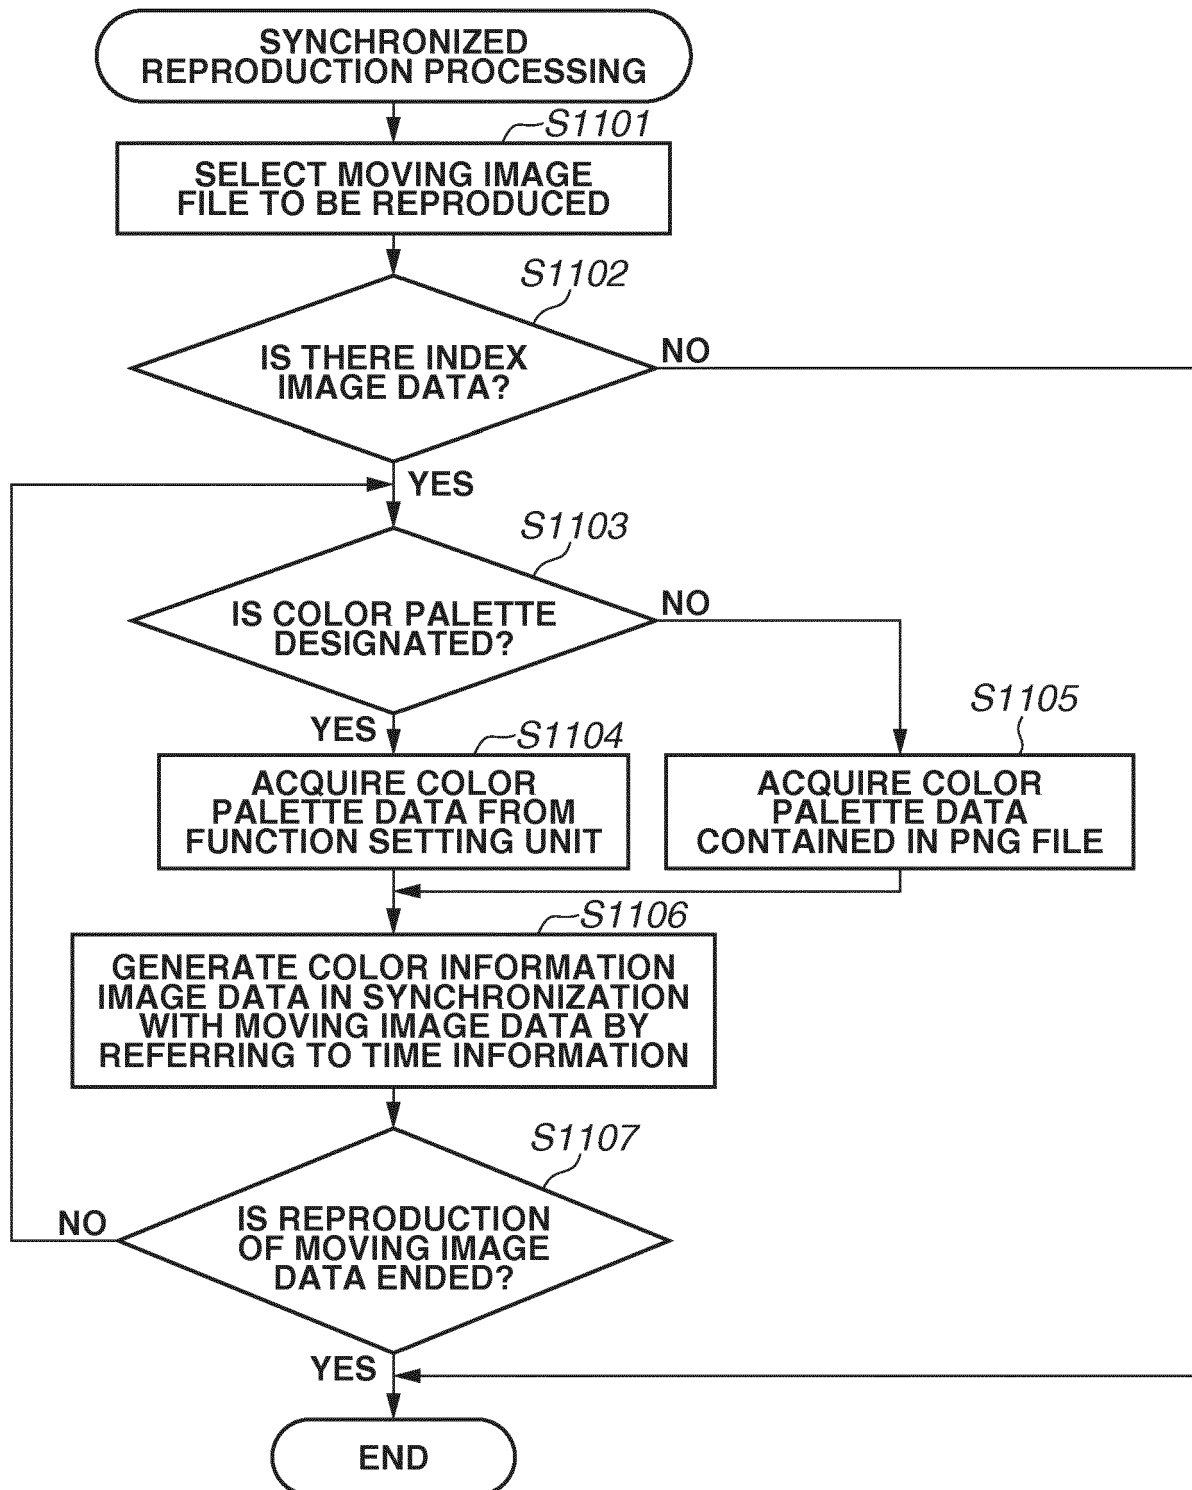 SYNCHRONIZED
REPRODUCTION PROCESSING
S1101
SELECT MOVING IMAGE
FILE TO BE REPRODUCED
S1102
IS THERE INDEX
IMAGE DATA?
NO
YES
S1103
IS COLOR PALETTE
DESIGNATED?
NO
YES
S1104
ACQUIRE COLOR
PALETTE DATA FROM
FUNCTION SETTING UNIT
S1105
ACQUIRE COLOR
PALETTE DATA
CONTAINED IN PNG FILE
S1106
GENERATE COLOR INFORMATION
IMAGE DATA IN SYNCHRONIZATION
WITH MOVING IMAGE DATA BY
REFERRING TO TIME INFORMATION
S1107
IS REPRODUCTION
OF MOVING IMAGE
DATA ENDED?
NO
YES
END